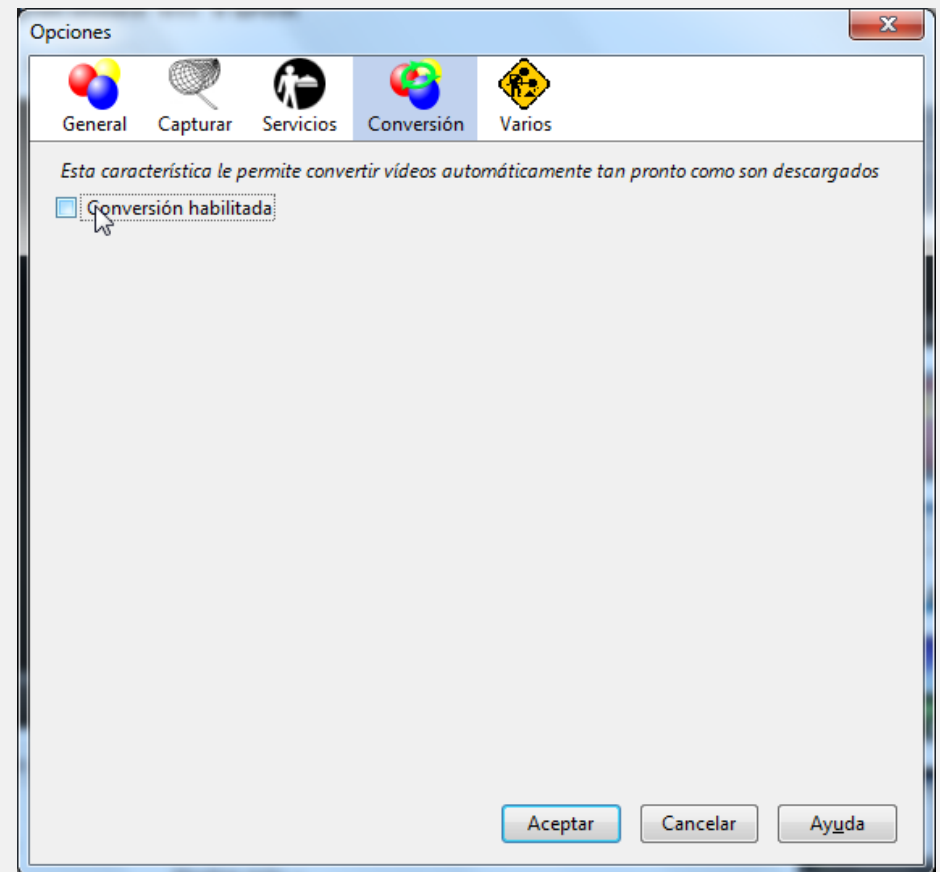 Opciones
General Capturar Servicios Conversión Varios
Esta característica le permite convertir vídeos automáticamente tan pronto como son descargados
Conversión habilitada
Aceptar Cancelar Ayuda